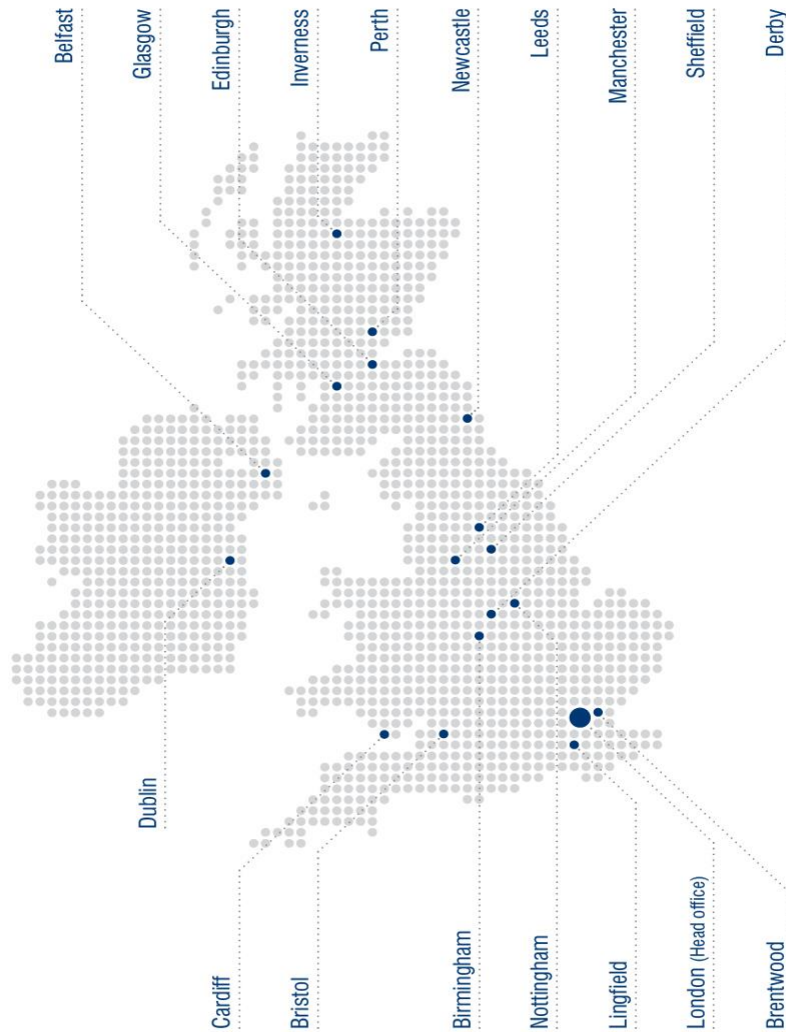 Belfast
Glasgow
Edinburgh
Inverness
Perth
Newcastle
Leeds
Manchester
Sheffield
Derby
Dublin
Cardiff
Bristol
Birmingham
Nottingham
Lingfield
London (Head office)
Brentwood